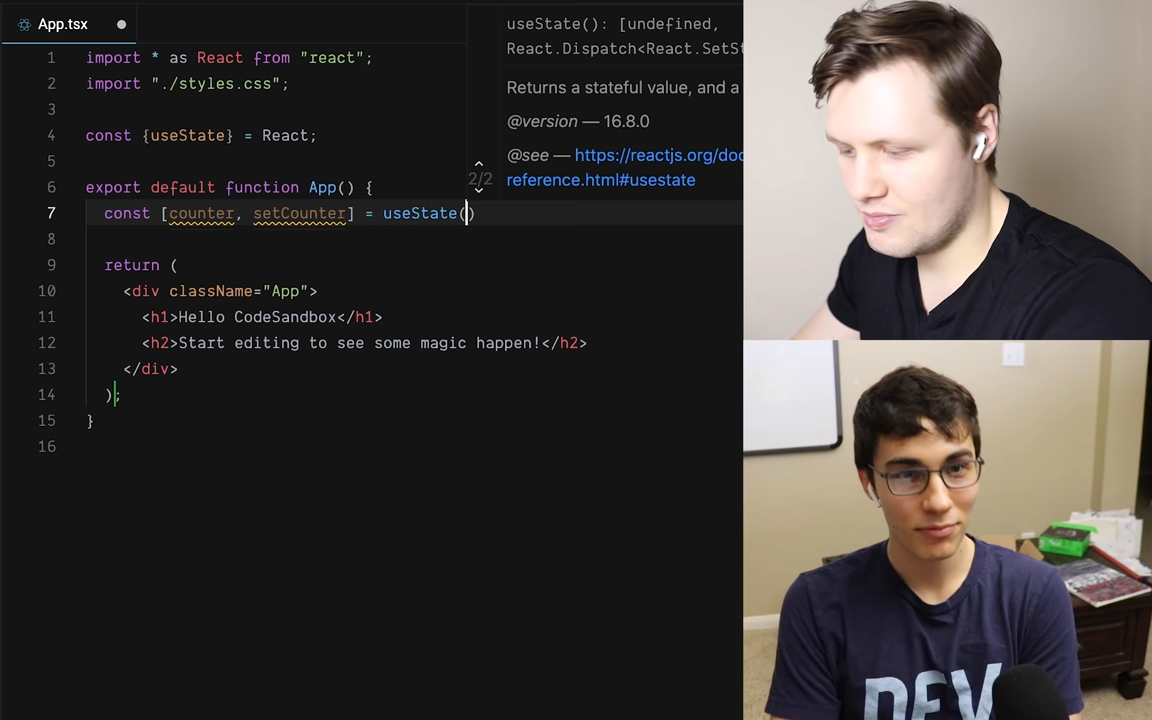 App.tsx
1 import * as React from "react";
2 import "./styles.css";
3
4 const {useState} = React;
5
6 export default function App() {
7 const [counter, setCounter] = useState()
8
9 return (
10 <div className="App">
11 <h1>Hello CodeSandbox</h1>
12 <h2>Start editing to see some magic happen!</h2>
13 </div>
14 );
15 }
16
2/2
useState(): [undefined,
React.Dispatch<React.SetSt
Returns a stateful value, and a
@version — 16.8.0
@see — https://reactjs.org/doc
reference.html#usestate
DEV